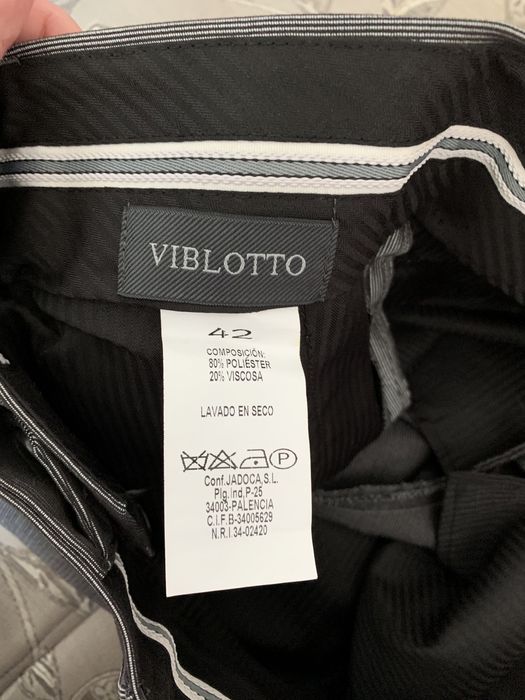 VIBLOTTO
42
COMPOSICIÓN:
80% POLIÉSTER
20% VISCOSA
LAVADO EN SECO
P
Conf.JADOCA,S.L.
Plg.Ind.P-25
34003-PALENCIA
C.I.F.B-34005629
N.R.I.34-02420